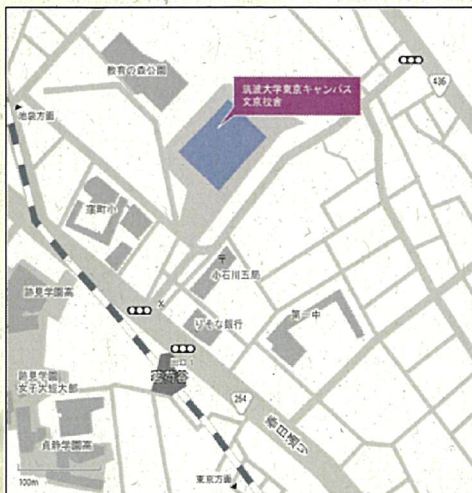 教育の森公園
筑波大学東京キャンパス
文京校舎
436
池袋方面
窪町小
〒
小石川五局
跡見学園高
りそな銀行
第一中
出口1
茗荷谷
跡見学園
女子大短大部
254
春日通り
貞静学園高
100m
東京方面